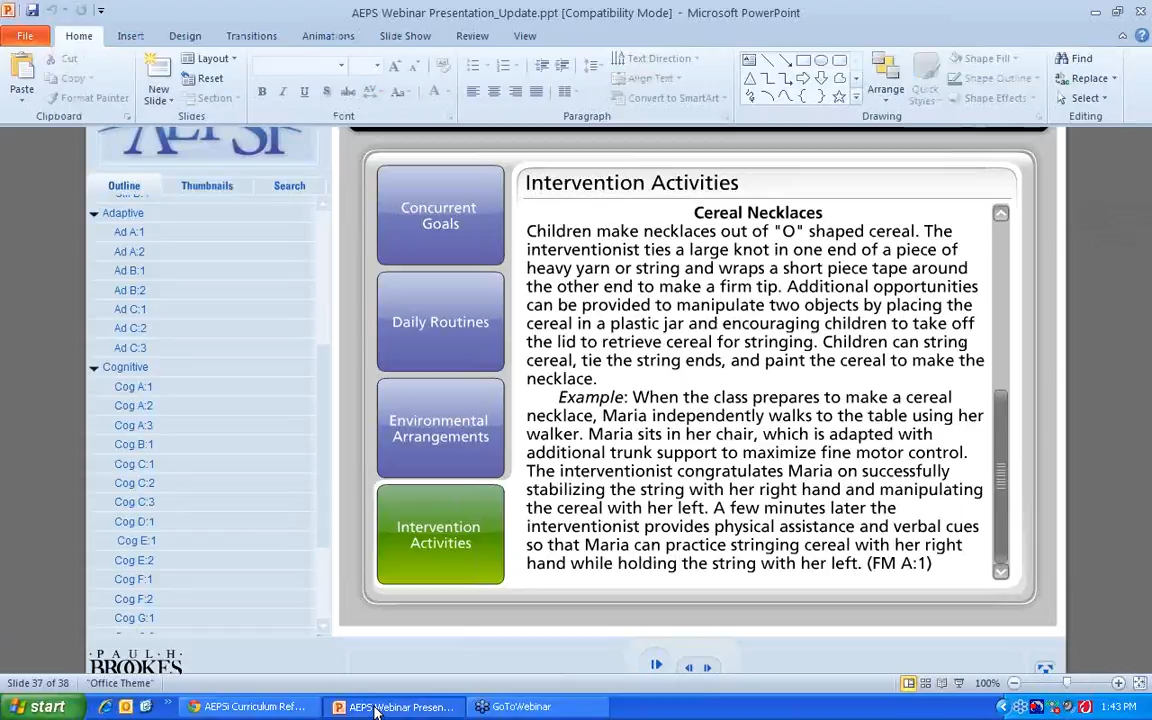 AEPS Webinar Presentation_Update.ppt [Compatibility Mode] - Microsoft PowerPoint
File Home Insert Design Transitions Animations Slide Show Review View
Paste
Cut
Copy
Format Painter
Clipboard
New Slide
Layout
Reset
Section
Slides
B I U S abc AV Aa A
Font
Text Direction
Align Text
Convert to SmartArt
Paragraph
Arrange
Quick Styles
Shape Fill
Shape Outline
Shape Effects
Drawing
Find
Replace
Select
Editing
Outline Thumbnails Search
Adaptive
Ad A:1
Ad A:2
Ad B:1
Ad B:2
Ad C:1
Ad C:2
Ad C:3
Cognitive
Cog A:1
Cog A:2
Cog A:3
Cog B:1
Cog C:1
Cog C:2
Cog C:3
Cog D:1
Cog E:1
Cog E:2
Cog F:1
Cog F:2
Cog G:1
PAUL H
BROOKES
Concurrent
Goals
Daily Routines
Environmental
Arrangements
Intervention
Activities
Intervention Activities
Cereal Necklaces
Children make necklaces out of "O" shaped cereal. The
interventionist ties a large knot in one end of a piece of
heavy yarn or string and wraps a short piece tape around
the other end to make a firm tip. Additional opportunities
can be provided to manipulate two objects by placing the
cereal in a plastic jar and encouraging children to take off
the lid to retrieve cereal for stringing. Children can string
cereal, tie the string ends, and paint the cereal to make the
necklace.
Example: When the class prepares to make a cereal
necklace, Maria independently walks to the table using her
walker. Maria sits in her chair, which is adapted with
additional trunk support to maximize fine motor control.
The interventionist congratulates Maria on successfully
stabilizing the string with her right hand and manipulating
the cereal with her left. A few minutes later the
interventionist provides physical assistance and verbal cues
so that Maria can practice stringing cereal with her right
hand while holding the string with her left. (FM A:1)
Slide 37 of 38 "Office Theme" 100%
start AEPSi Curriculum Ref... AEPS Webinar Presen... GoToWebinar 1:43 PM